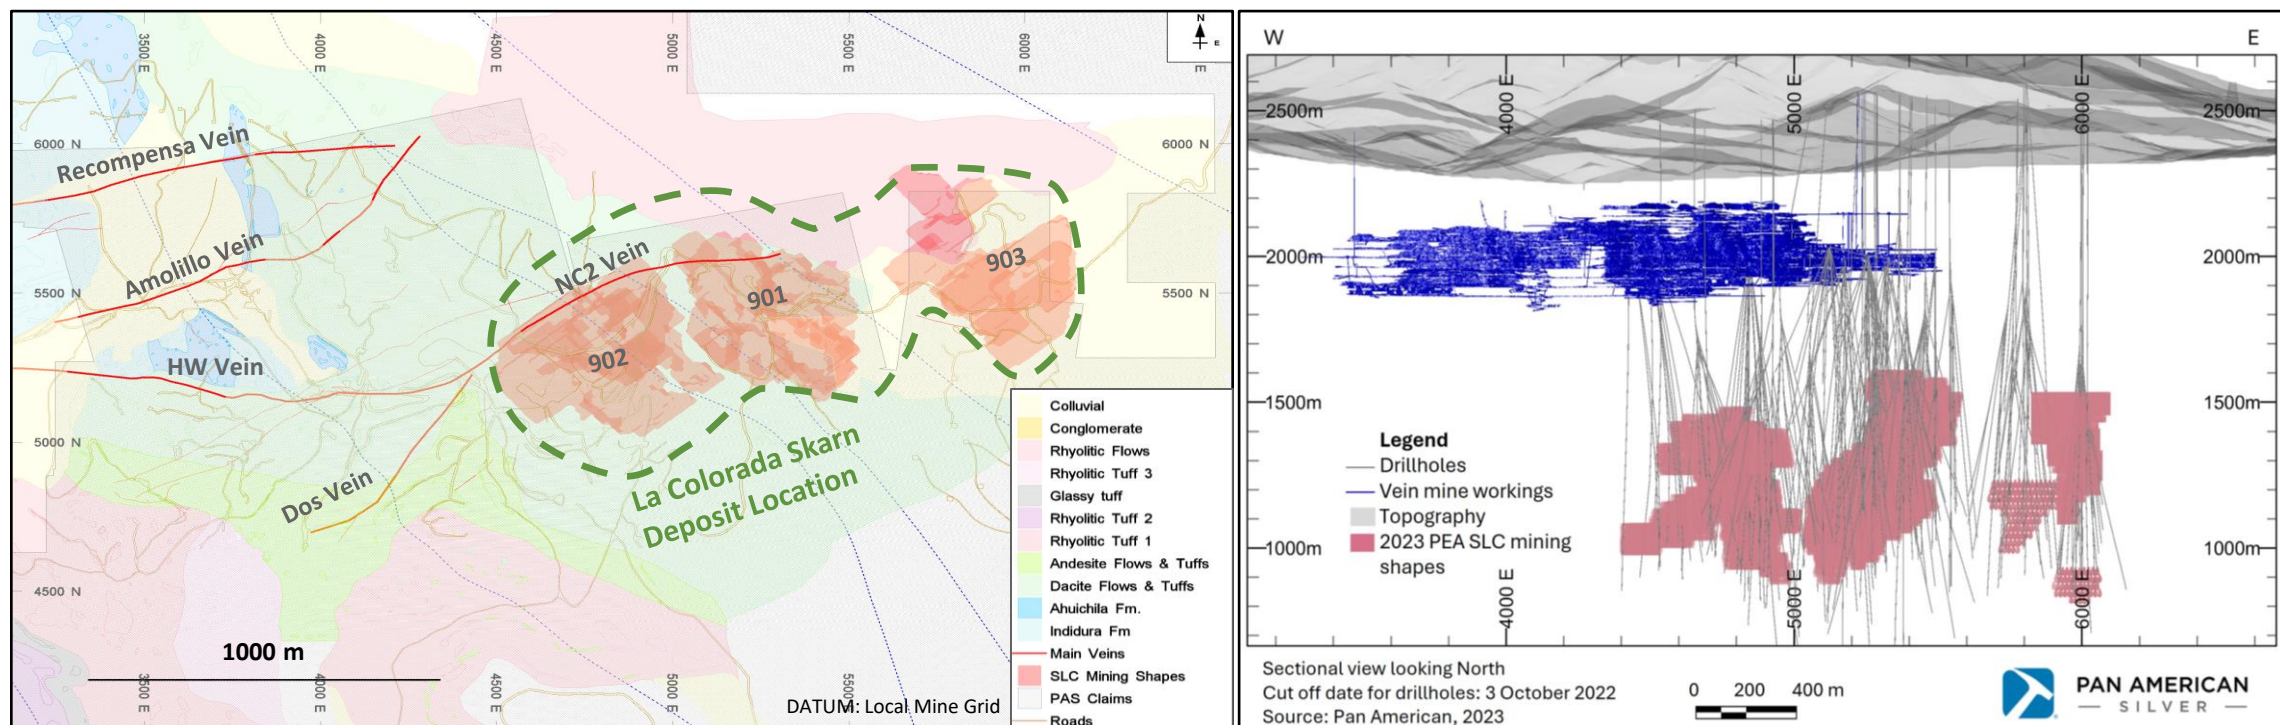 3500 E
4000 E
4500 E
5000 E
5500 E
6000 E
E
N
E
6000 N
6000 N
Recompensa Vein
Amolillo Vein
NC2 Vein
903
901
5500 N
5500 N
902
HW Vein
5000 N
Dos Vein
La Colorada Skarn
Deposit Location
4500 N
1000 m
3500 E
4000 E
4500 E
5000 E
5500
DATUM: Local Mine Grid
Colluvial
Conglomerate
Rhyolitic Flows
Rhyolitic Tuff 3
Glassy tuff
Rhyolitic Tuff 2
Rhyolitic Tuff 1
Andesite Flows & Tuffs
Dacite Flows & Tuffs
Ahuichila Fm.
Indidura Fm
Main Veins
SLC Mining Shapes
PAS Claims
Roads
W
E
4000 E
5000 E
6000 E
2500m
2500m
2000m
2000m
1500m
1500m
1000m
1000m
Legend
Drillholes
Vein mine workings
Topography
2023 PEA SLC mining
shapes
4000 E
5000 E
6000 E
Sectional view looking North
Cut off date for drillholes: 3 October 2022
Source: Pan American, 2023
0 200 400 m
PAN AMERICAN
SILVER